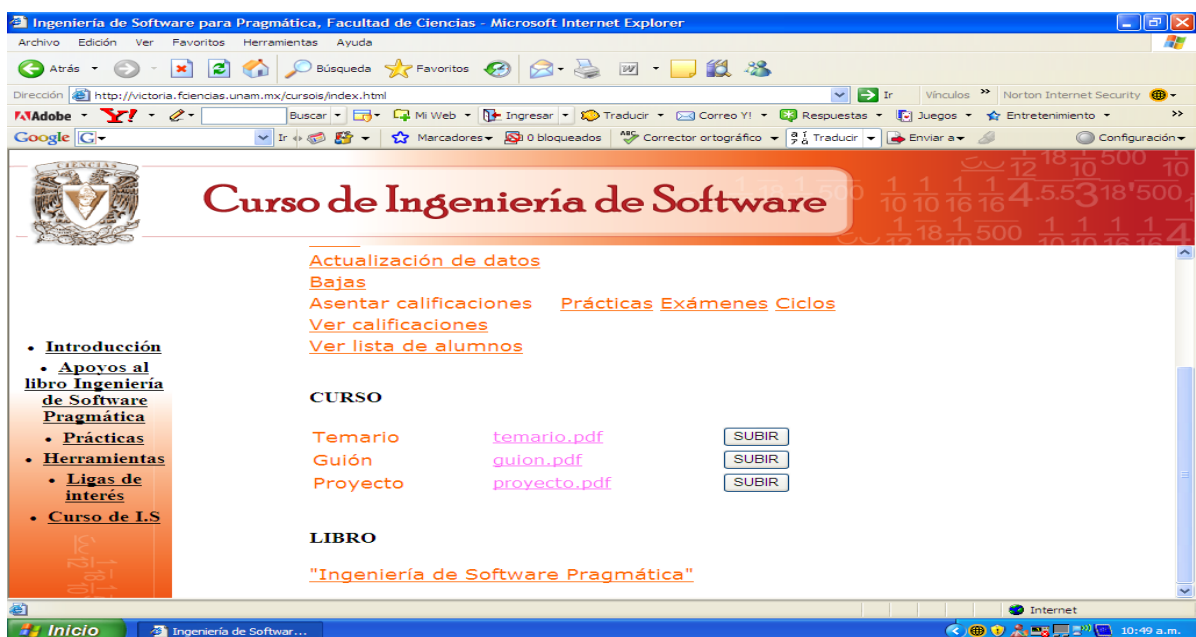 Ingeniería de Software para Pragmática, Facultad de Ciencias - Microsoft Internet Explorer
Archivo Edición Ver Favoritos Herramientas Ayuda
Atrás Búsqueda Favoritos
Dirección http://victoria.fciencias.unam.mx/cursois/index.html Ir Vínculos » Norton Internet Security
Adobe Y! Buscar Mi Web Ingresar Traducir Correo Y! Respuestas Juegos Entretenimiento »
Google G Ir Marcadores 0 bloqueados Corrector ortográfico Traducir Enviar a Configuración
CIENCIAS
Curso de Ingeniería de Software
Actualización de datos
Bajas
Asentar calificaciones Prácticas Exámenes Ciclos
Ver calificaciones
Ver lista de alumnos
• Introducción
• Apoyos al
libro Ingeniería
de Software
Pragmática
• Prácticas
• Herramientas
• Ligas de
interés
• Curso de I.S
CURSO
Temario temario.pdf SUBIR
Guión guion.pdf SUBIR
Proyecto proyecto.pdf SUBIR
LIBRO
"Ingeniería de Software Pragmática"
Internet
Inicio Ingeniería de Softwar... 10:49 a.m.